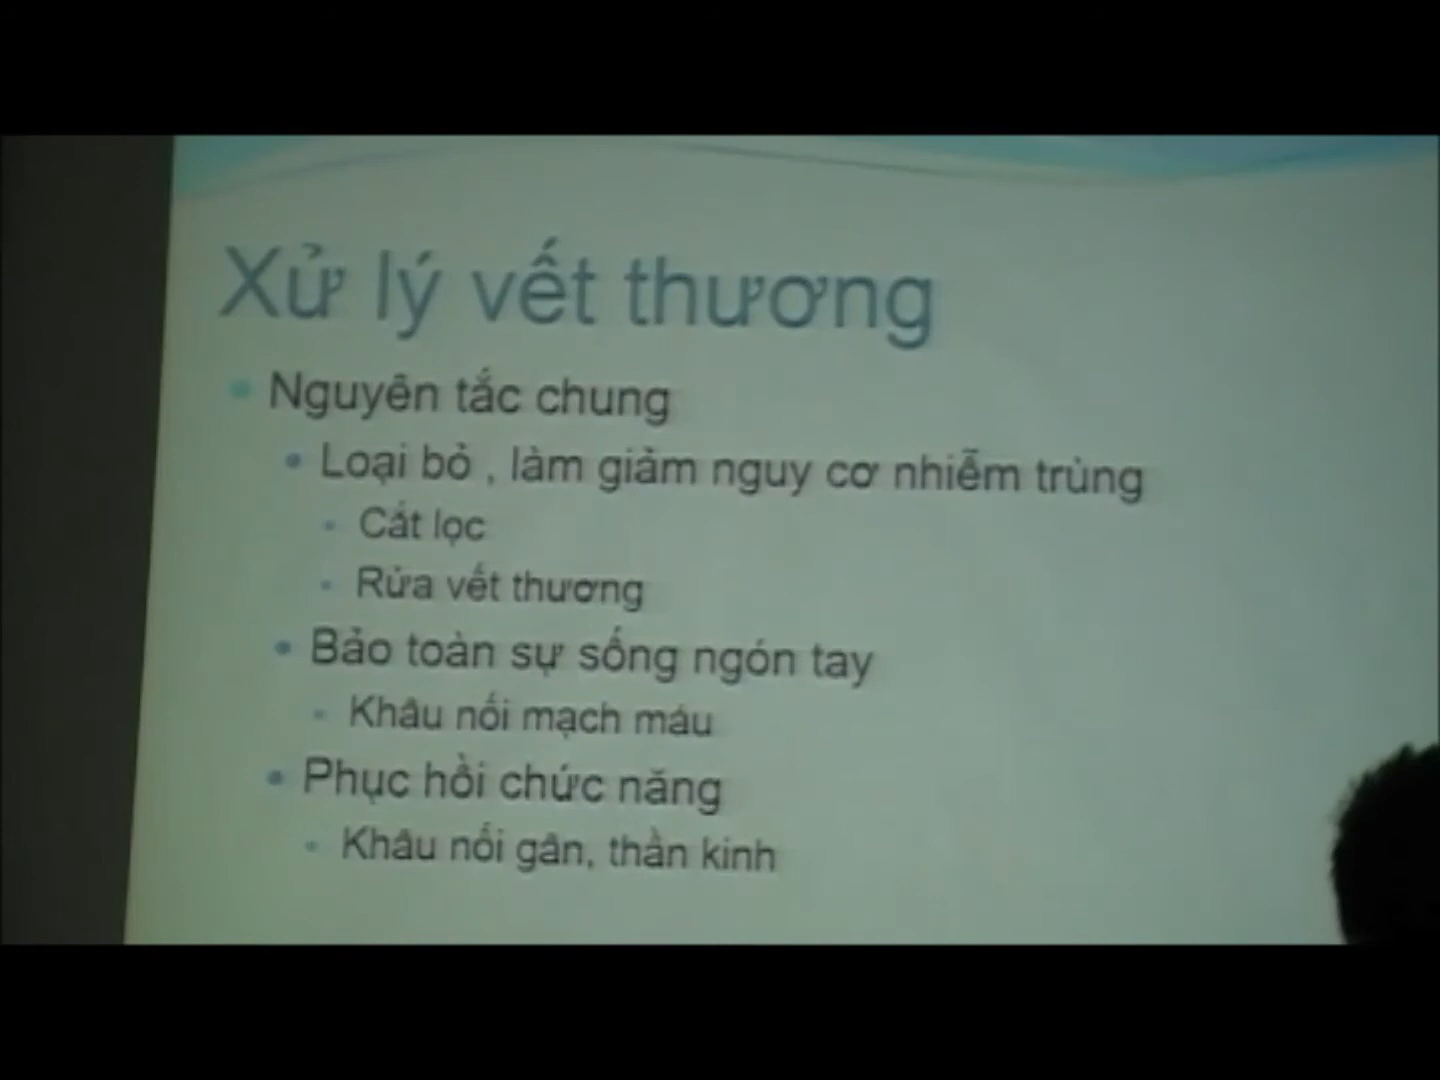 Xử lý vết thương
Nguyên tắc chung
Loại bỏ , làm giảm nguy cơ nhiễm trùng
Cắt lọc
Rửa vết thương
Bảo toàn sự sống ngón tay
Khâu nối mạch máu
Phục hồi chức năng
Khâu nối gân, thần kinh